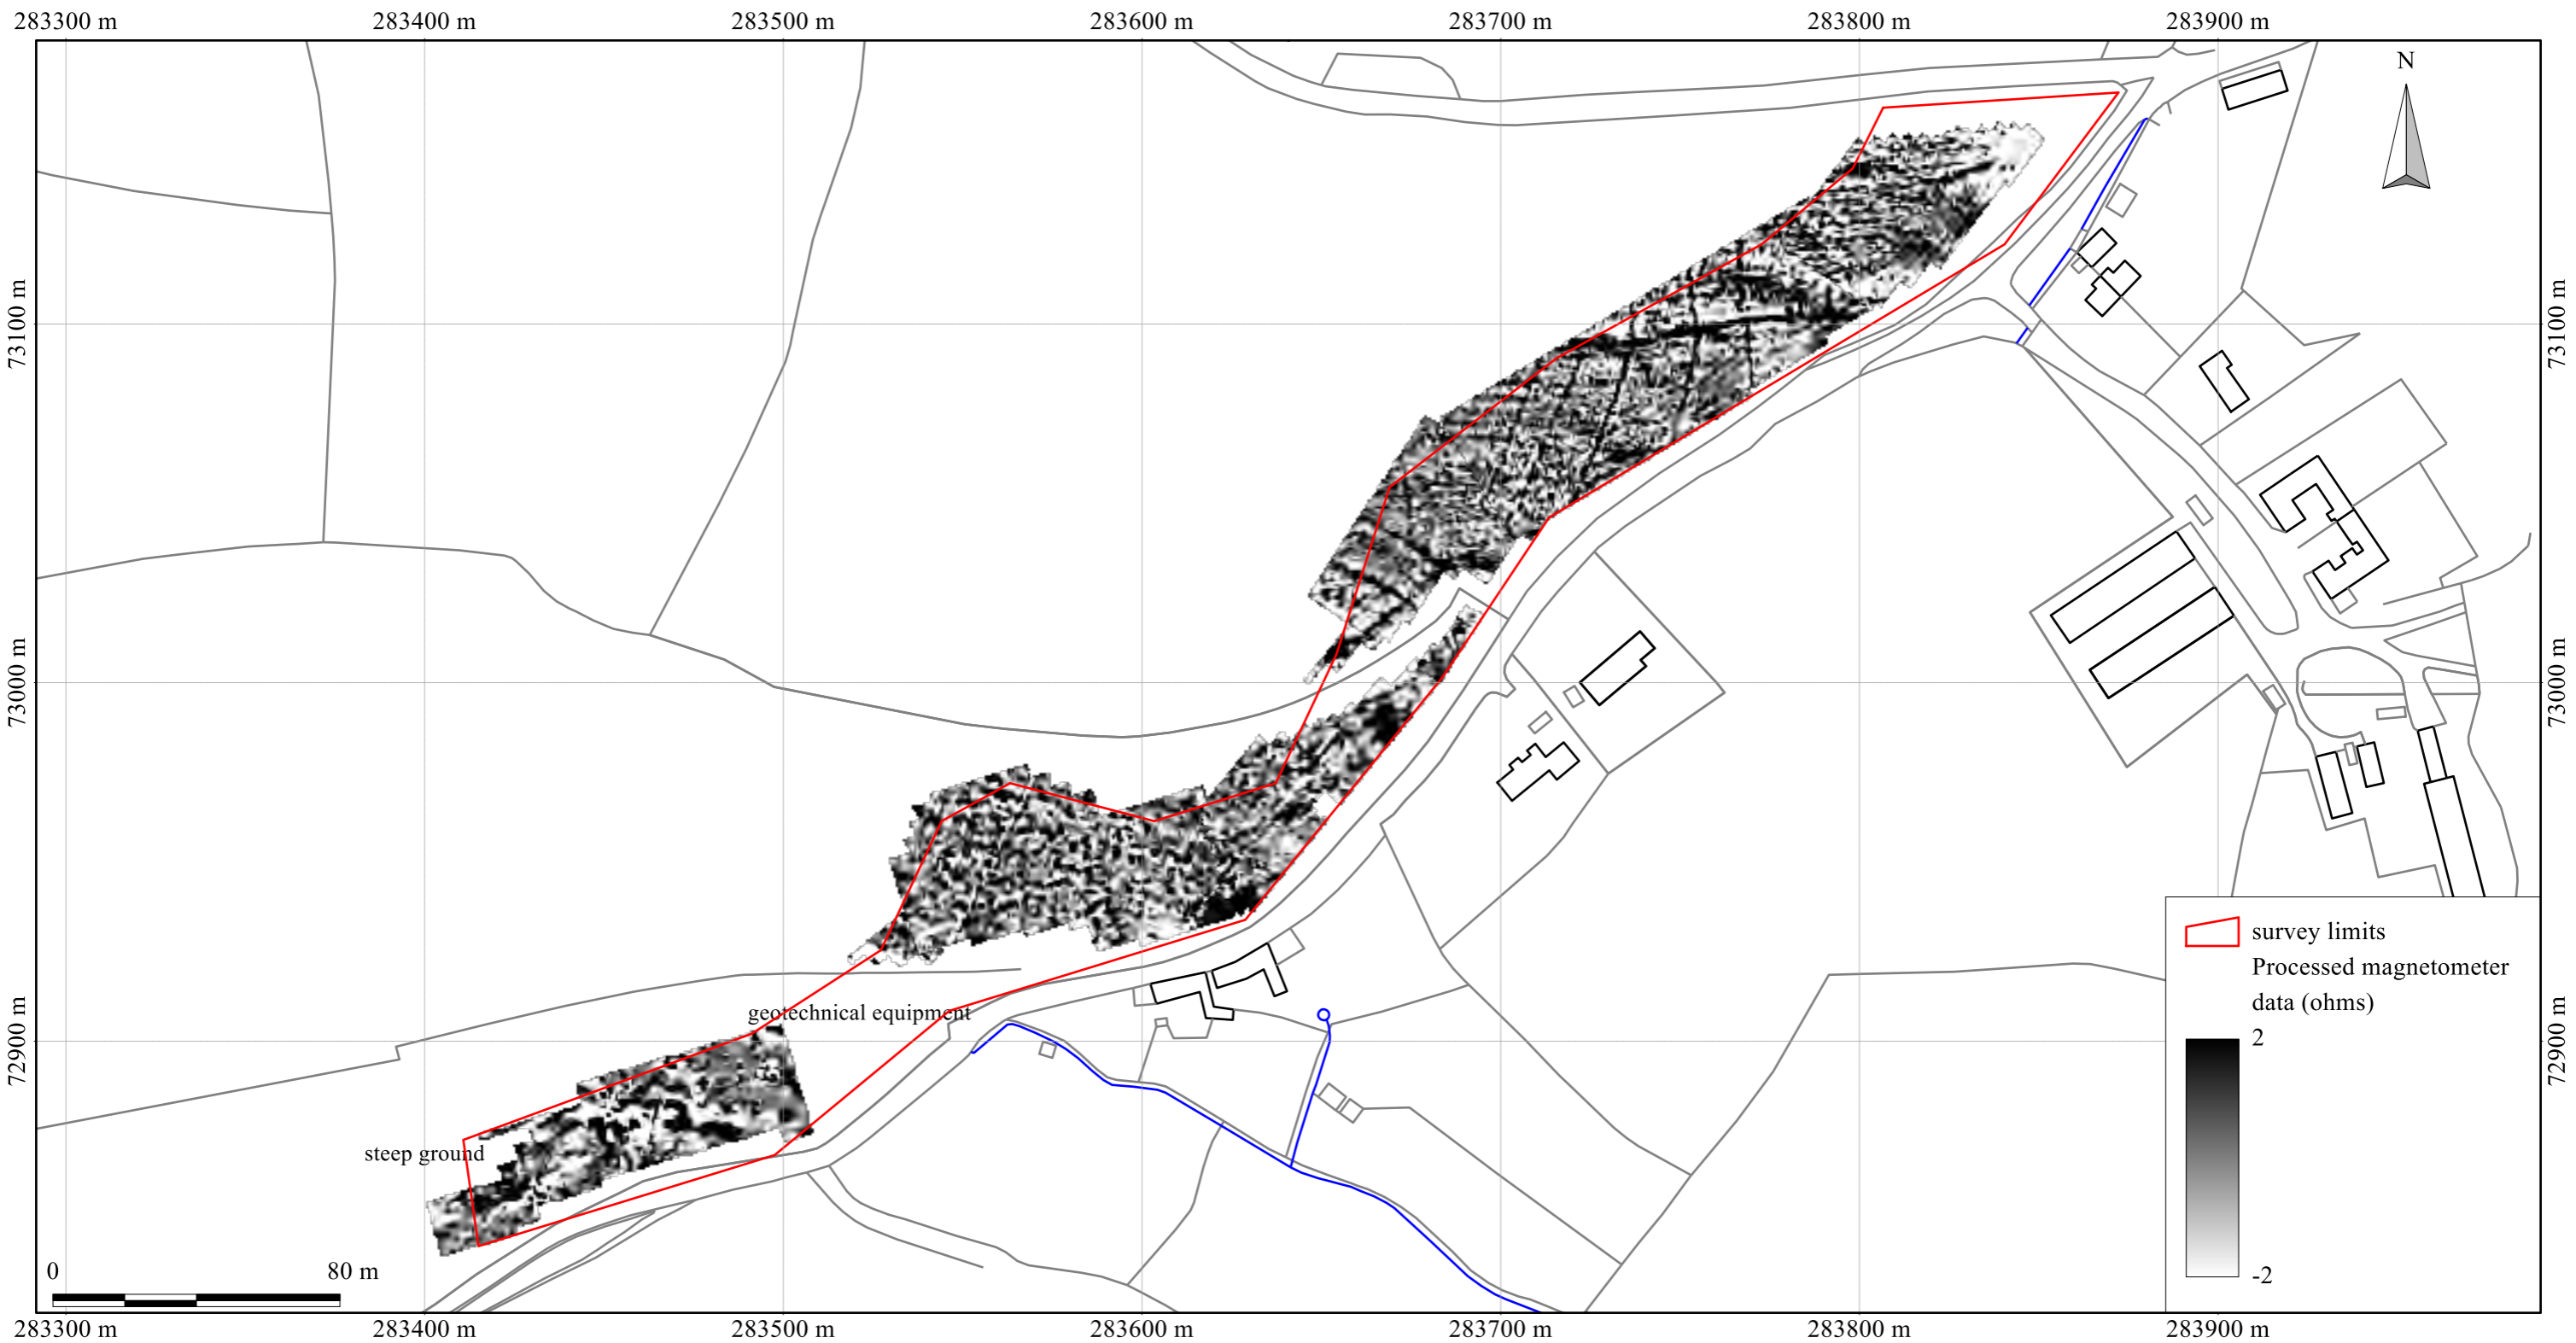 283300 m 283400 m 283500 m 283600 m 283700 m 283800 m 283900 m
N
73100 m 73100 m
73000 m 73000 m
survey limits
Processed magnetometer
data (ohms)
geotechnical equipment
72900 m 72900 m
2
steep ground
0 80 m
-2
283300 m 283400 m 283500 m 283600 m 283700 m 283800 m 283900 m